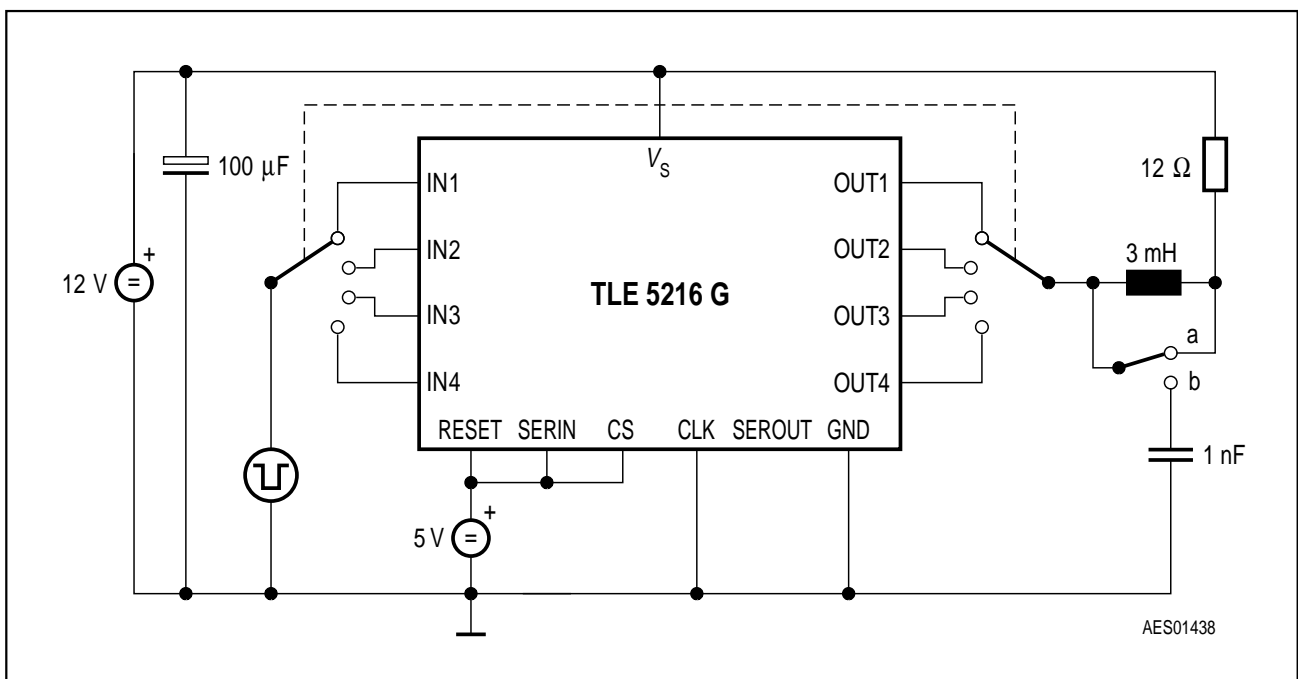 100 μF
V_S
12 Ω
IN1
OUT1
IN2
OUT2
12 V
+
=
TLE 5216 G
3 mH
IN3
OUT3
a
IN4
OUT4
b
RESET SERIN CS CLK SEROUT GND
1 nF
5 V
+
=
AES01438